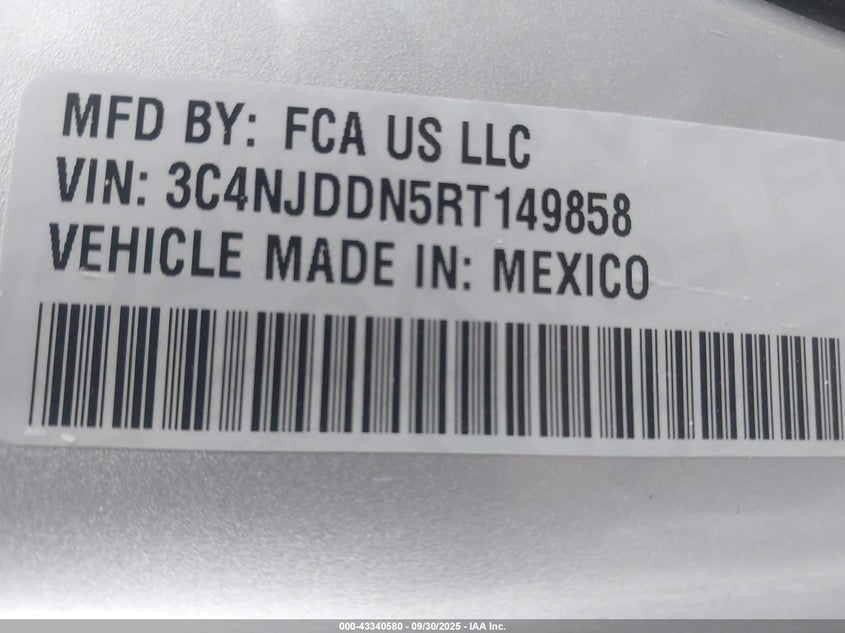 MFD BY: FCA US LLC
VIN: 3C4NJDDN5RT149858
VEHICLE MADE IN: MEXICO
000-43340580 - 09/30/2025 - IAA Inc.